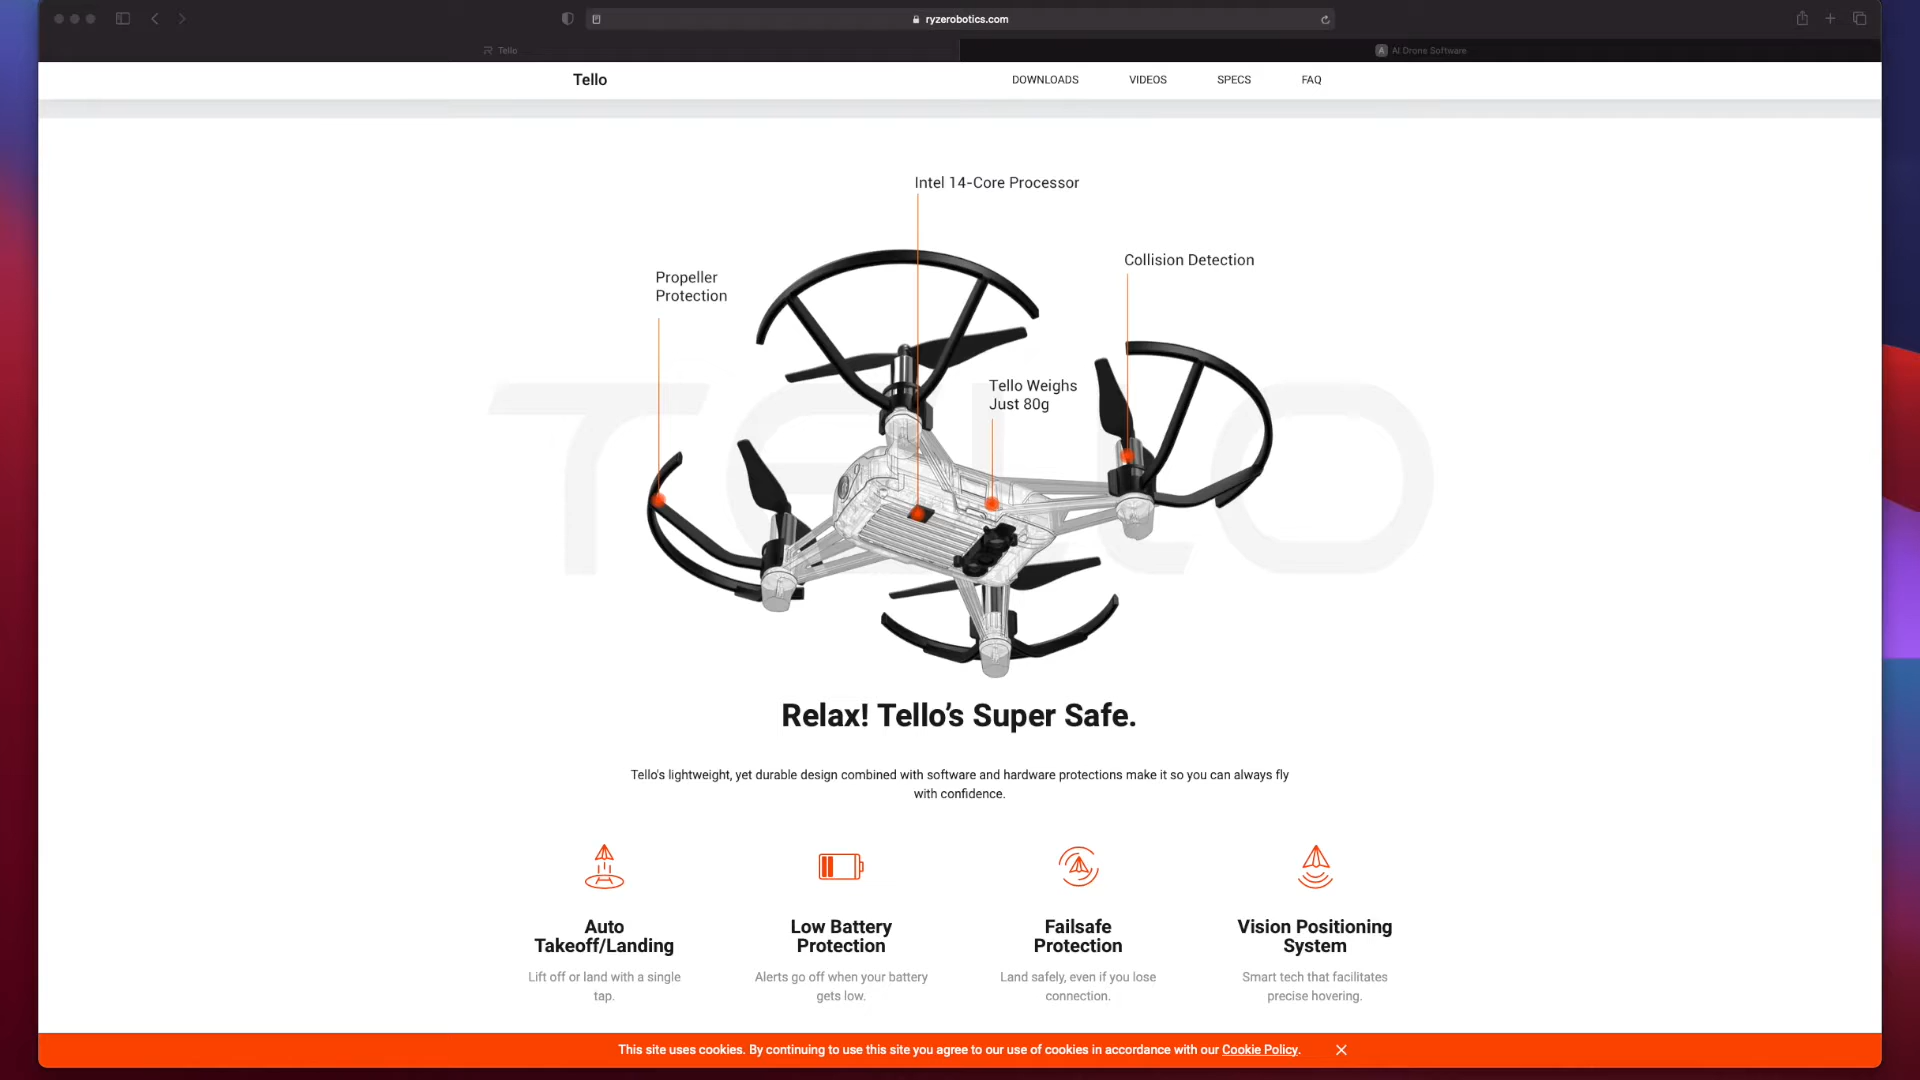 ryzerobotics.com
Tello
AI Drone Software
Tello
DOWNLOADS
VIDEOS
SPECS
FAQ
TELLO
Intel 14-Core Processor
Collision Detection
Propeller
Protection
Tello Weighs
Just 80g
Relax! Tello’s Super Safe.
Tello's lightweight, yet durable design combined with software and hardware protections make it so you can always fly
with confidence.
Auto
Takeoff/Landing
Lift off or land with a single
tap.
Low Battery
Protection
Alerts go off when your battery
gets low.
Failsafe
Protection
Land safely, even if you lose
connection.
Vision Positioning
System
Smart tech that facilitates
precise hovering.
This site uses cookies. By continuing to use this site you agree to our use of cookies in accordance with our Cookie Policy.